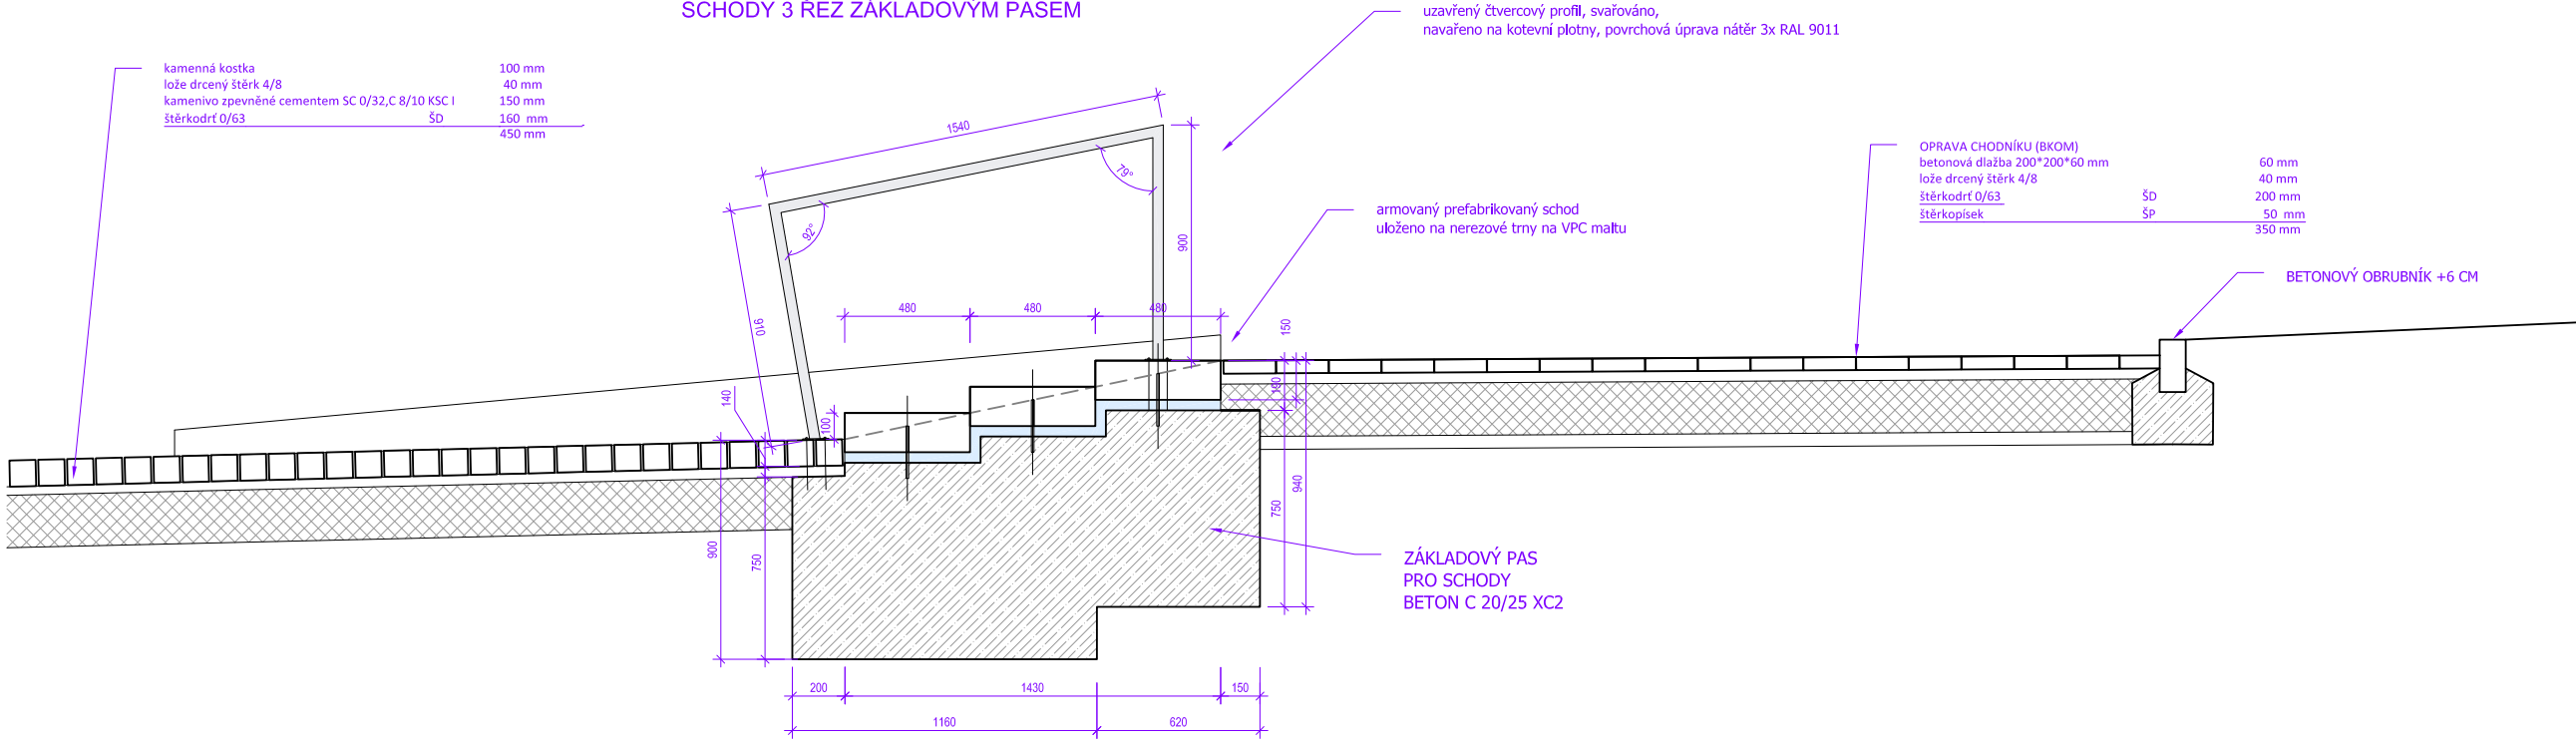 SCHODY 3 ŘEZ ZÁKLADOVÝM PASEM
uzavřený čtvercový profil, svařováno,
navařeno na kotevní plotny, povrchová úprava nátěr 3x RAL 9011
kamenná kostka 100 mm
lože drcený štěrk 4/8 40 mm
kamenivo zpevněné cementem SC 0/32,C 8/10 KSC I 150 mm
štěrkodrť 0/63 ŠD 160 mm
450 mm
OPRAVA CHODNÍKU (BKOM)
betonová dlažba 200*200*60 mm 60 mm
lože drcený štěrk 4/8 40 mm
štěrkodrť 0/63 ŠD 200 mm
štěrkopísek ŠP 50 mm
350 mm
armovaný prefabrikovaný schod
uloženo na nerezové trny na VPC maltu
BETONOVÝ OBRUBNÍK +6 CM
1540
79°
92°
900
910
480 480 480
150
140
100
190
900
750
750
940
ZÁKLADOVÝ PAS
PRO SCHODY
BETON C 20/25 XC2
200 1430 150
1160 620